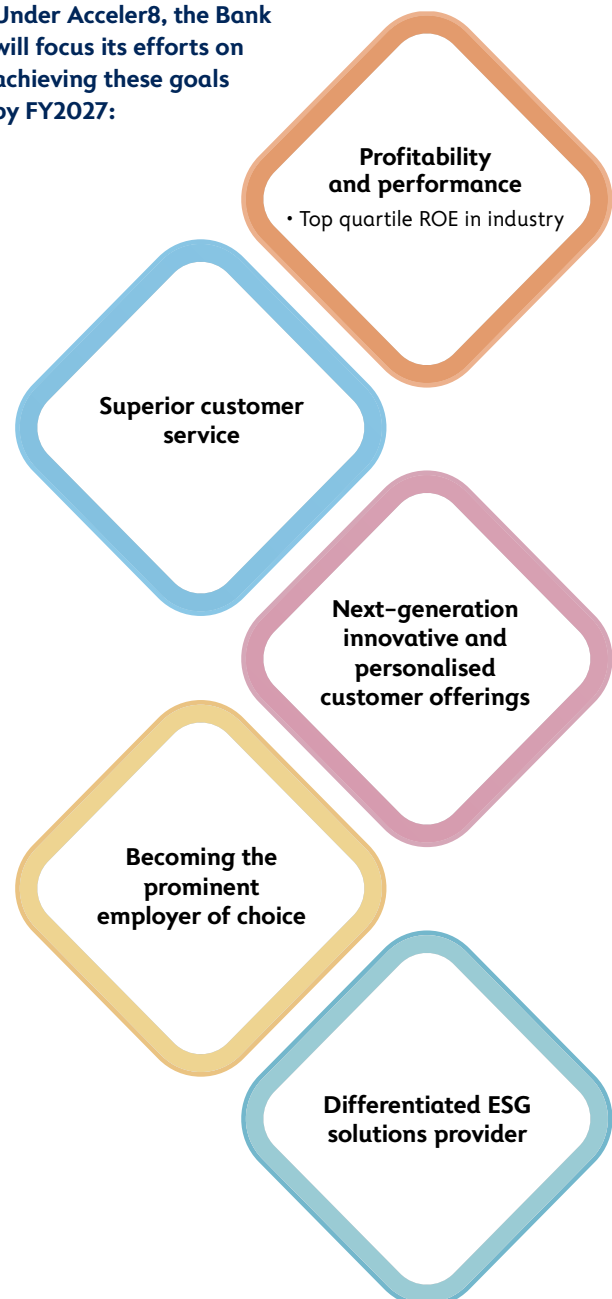 Under Acceler8, the Bank
will focus its efforts on
achieving these goals
by FY2027:
Profitability
and performance
• Top quartile ROE in industry
Superior customer
service
Next-generation
innovative and
personalised
customer offerings
Becoming the
prominent
employer of choice
Differentiated ESG
solutions provider